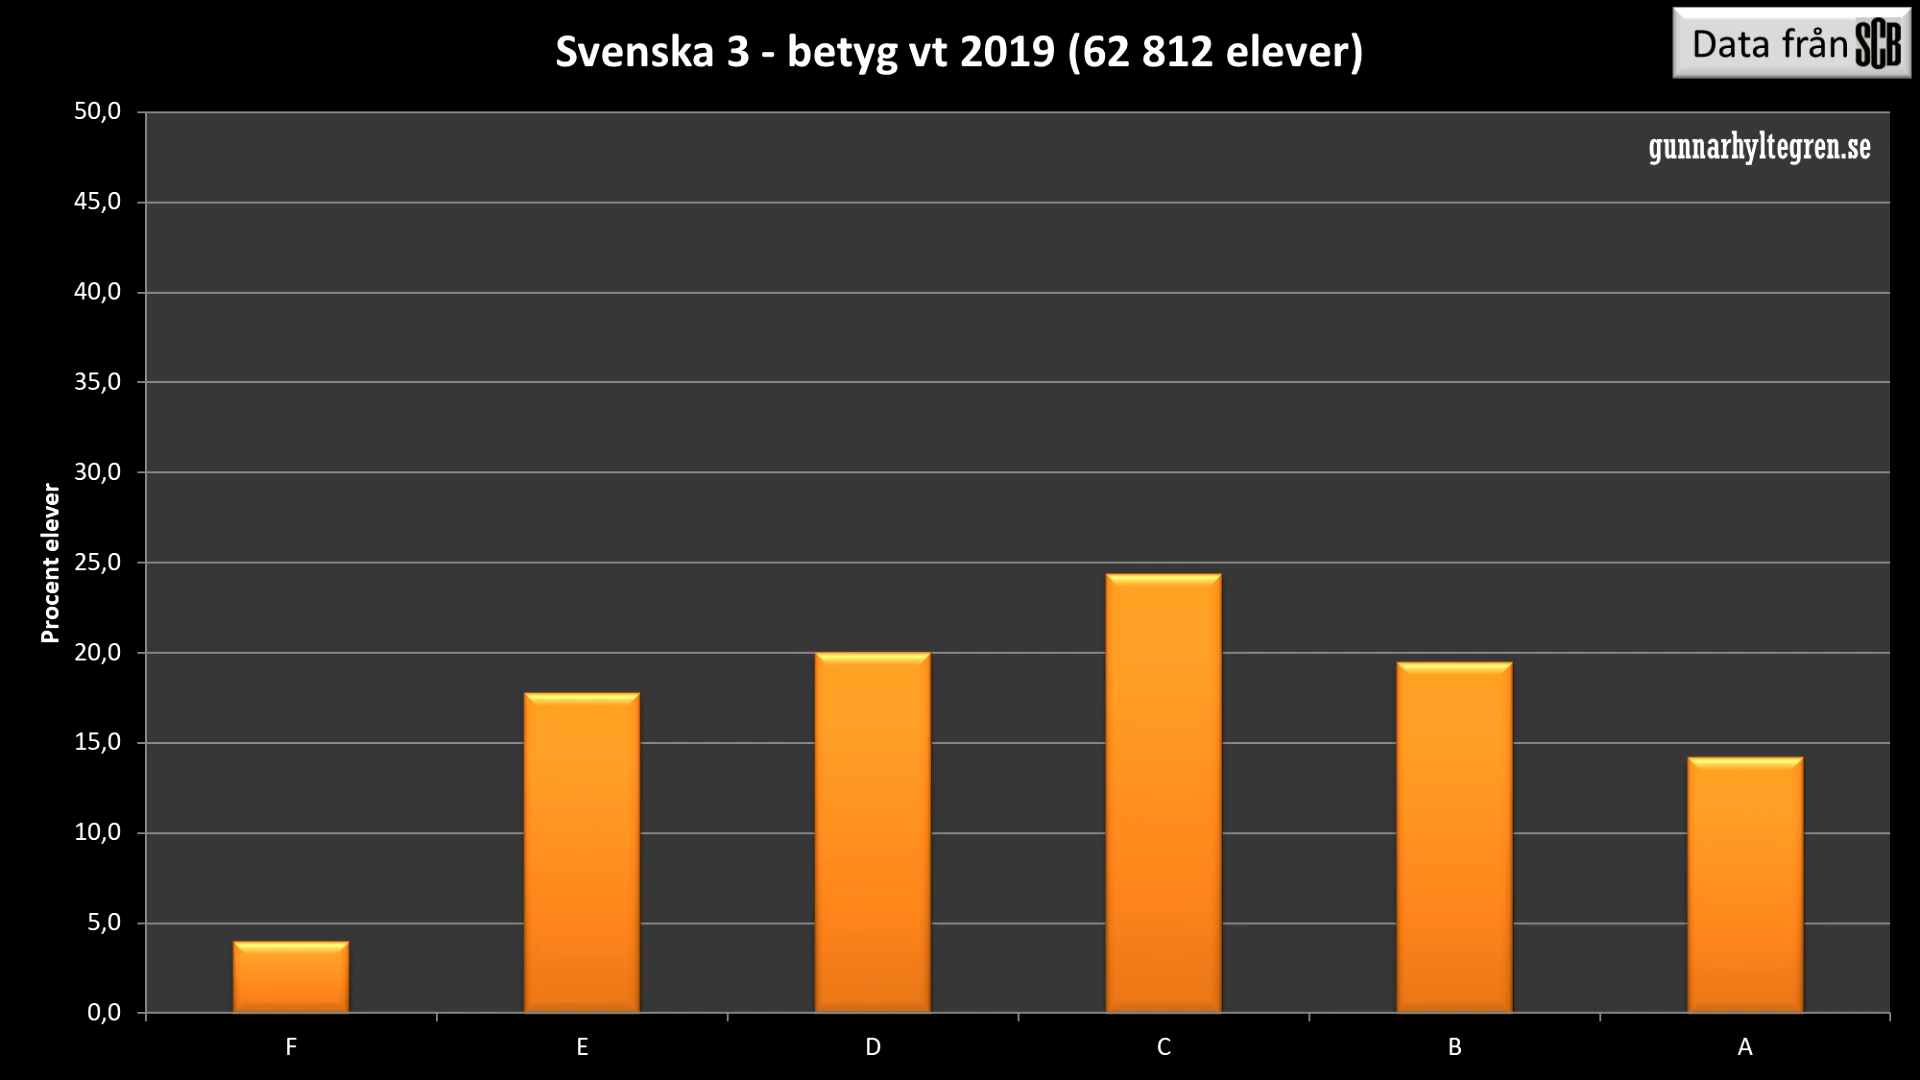 Svenska 3 - betyg vt 2019 (62 812 elever)
Data från SCB
gunnarhyltegren.se
50,0
45,0
40,0
35,0
30,0
25,0
20,0
15,0
10,0
5,0
0,0
Procent elever
F E D C B A